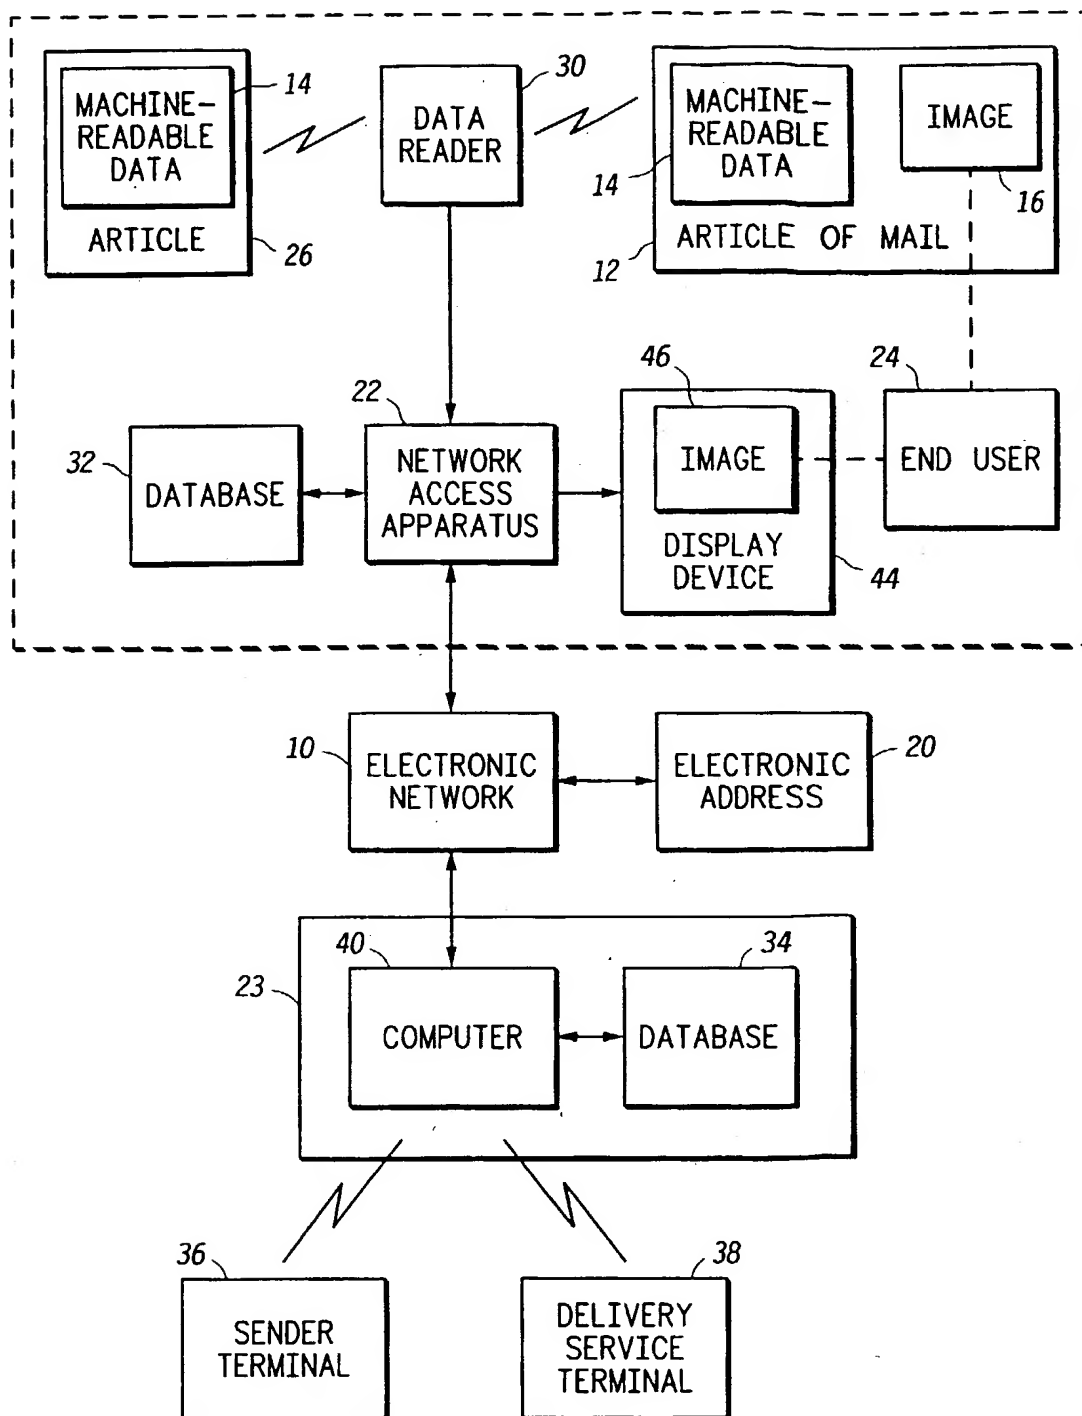 14
MACHINE-
READABLE
DATA
ARTICLE
26
30
DATA
READER
MACHINE-
READABLE
DATA
14
IMAGE
16
ARTICLE OF MAIL
12
32
DATABASE
22
NETWORK
ACCESS
APPARATUS
46
IMAGE
DISPLAY
DEVICE
44
24
END USER
10
ELECTRONIC
NETWORK
20
ELECTRONIC
ADDRESS
23
40
COMPUTER
34
DATABASE
36
SENDER
TERMINAL
38
DELIVERY
SERVICE
TERMINAL